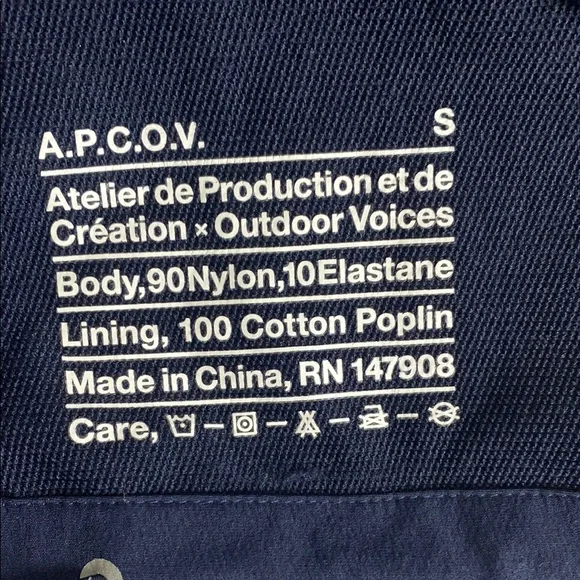 A.P.C.O.V. S
Atelier de Production et de
Création × Outdoor Voices
Body,90Nylon,10Elastane
Lining, 100 Cotton Poplin
Made in China, RN 147908
Care,